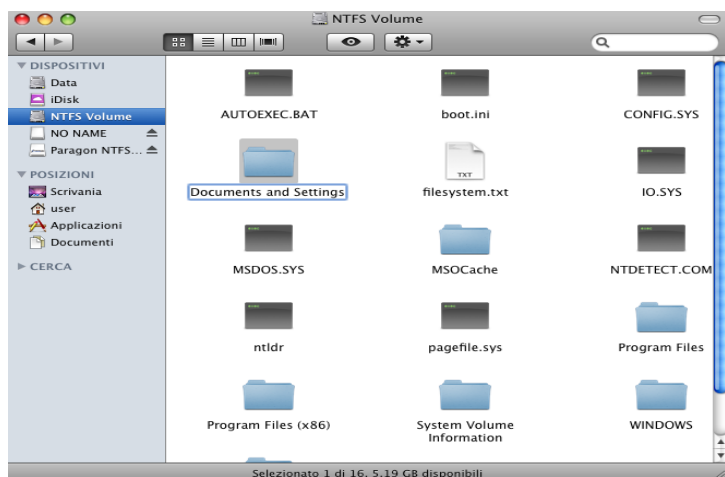 NTFS Volume
DISPOSITIVI
Data
iDisk
NTFS Volume
NO NAME
Paragon NTFS...
POSIZIONI
Scrivania
user
Applicazioni
Documenti
CERCA
AUTOEXEC.BAT
boot.ini
CONFIG.SYS
Documents and Settings
TXT
filesystem.txt
IO.SYS
MSDOS.SYS
MSOCache
NTDETECT.COM
ntldr
pagefile.sys
Program Files
Program Files (x86)
System Volume
Information
WINDOWS
Selezionato 1 di 16, 5.19 GB disponibili